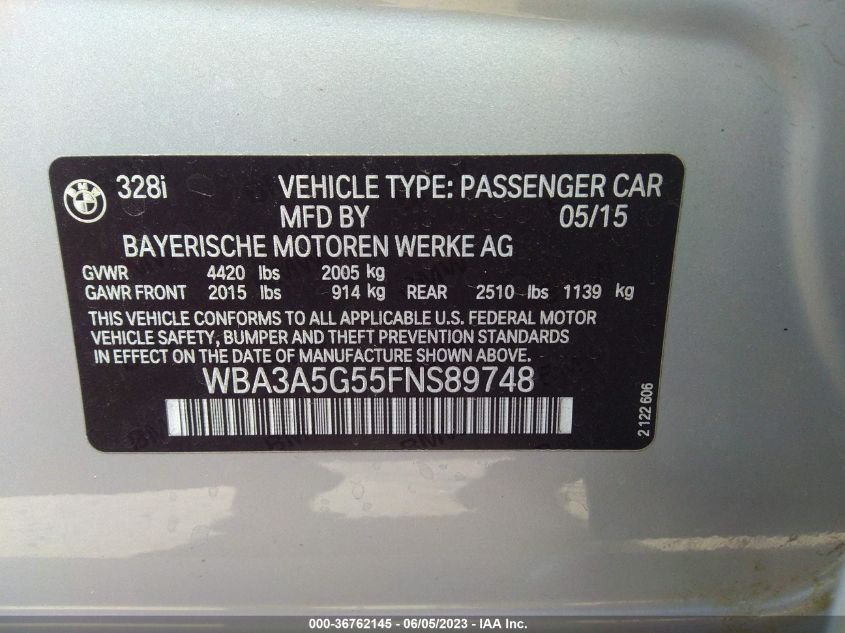 BMW 328i VEHICLE TYPE: PASSENGER CAR
MFD BY 05/15
BAYERISCHE MOTOREN WERKE AG
GVWR 4420 lbs 2005 kg
GAWR FRONT 2015 lbs 914 kg REAR 2510 lbs 1139 kg
THIS VEHICLE CONFORMS TO ALL APPLICABLE U.S. FEDERAL MOTOR
VEHICLE SAFETY, BUMPER AND THEFT PREVENTION STANDARDS
IN EFFECT ON THE DATE OF MANUFACTURE SHOWN ABOVE
WBA3A5G55FNS89748
2 122 606
000-36762145 - 06/05/2023 - IAA Inc.